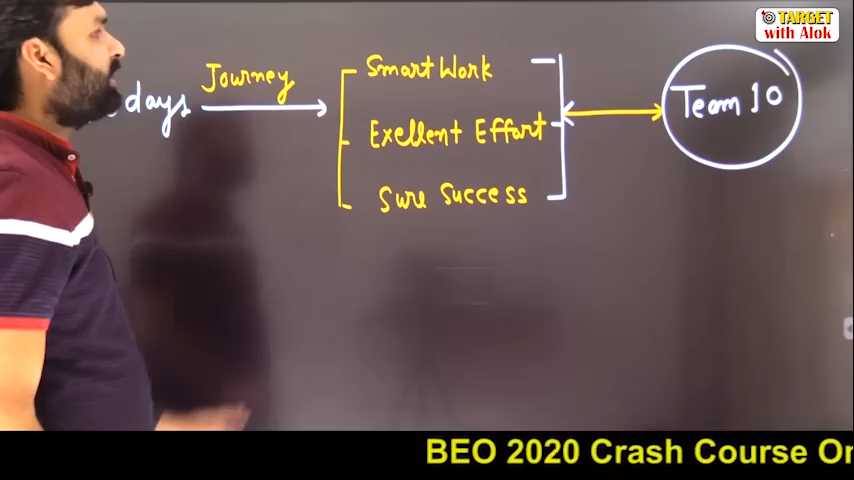 TARGET
with Alok
days
Journey
Smart Work
Exellent Effort
Sure Success
Team 10
BEO 2020 Crash Course On